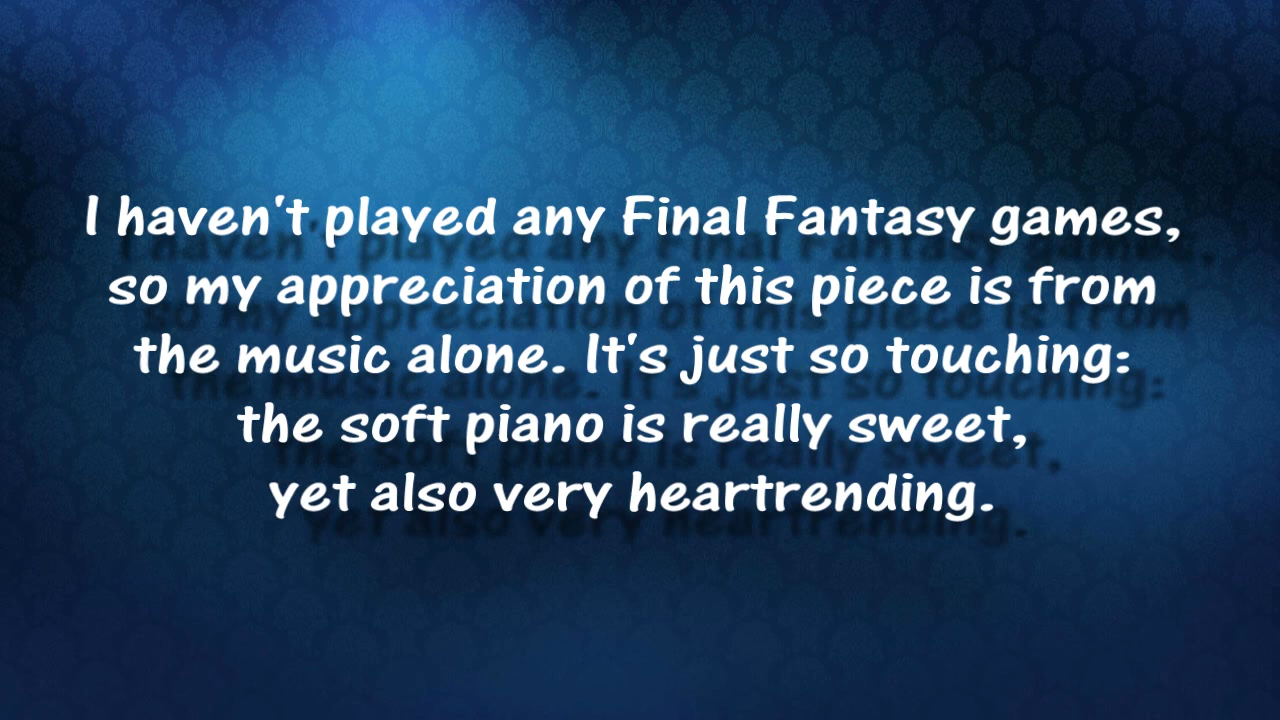 I haven't played any Final Fantasy games,
so my appreciation of this piece is from
the music alone. It's just so touching:
the soft piano is really sweet,
yet also very heartrending.